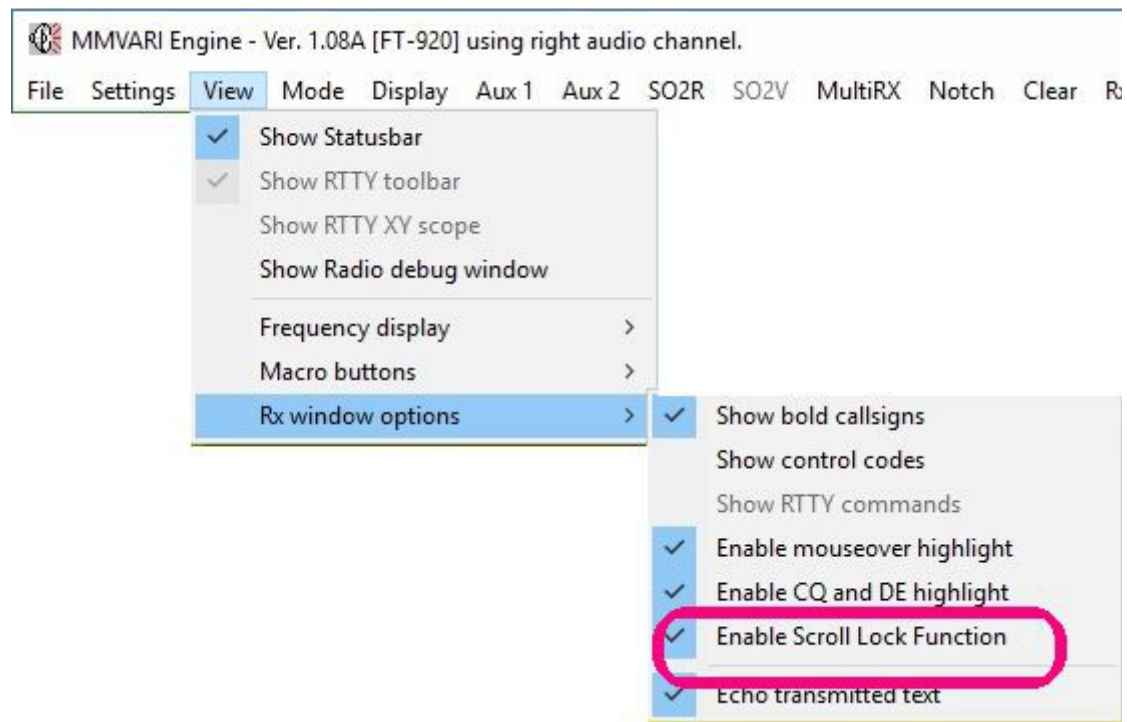 MMVARI Engine - Ver. 1.08A [FT-920] using right audio channel.
File Settings View Mode Display Aux 1 Aux 2 SO2R SO2V MultiRX Notch Clear
Show Statusbar
Show RTTY toolbar
Show RTTY XY scope
Show Radio debug window
Frequency display
Macro buttons
Rx window options
Show bold callsigns
Show control codes
Show RTTY commands
Enable mouseover highlight
Enable CQ and DE highlight
Enable Scroll Lock Function
Echo transmitted text